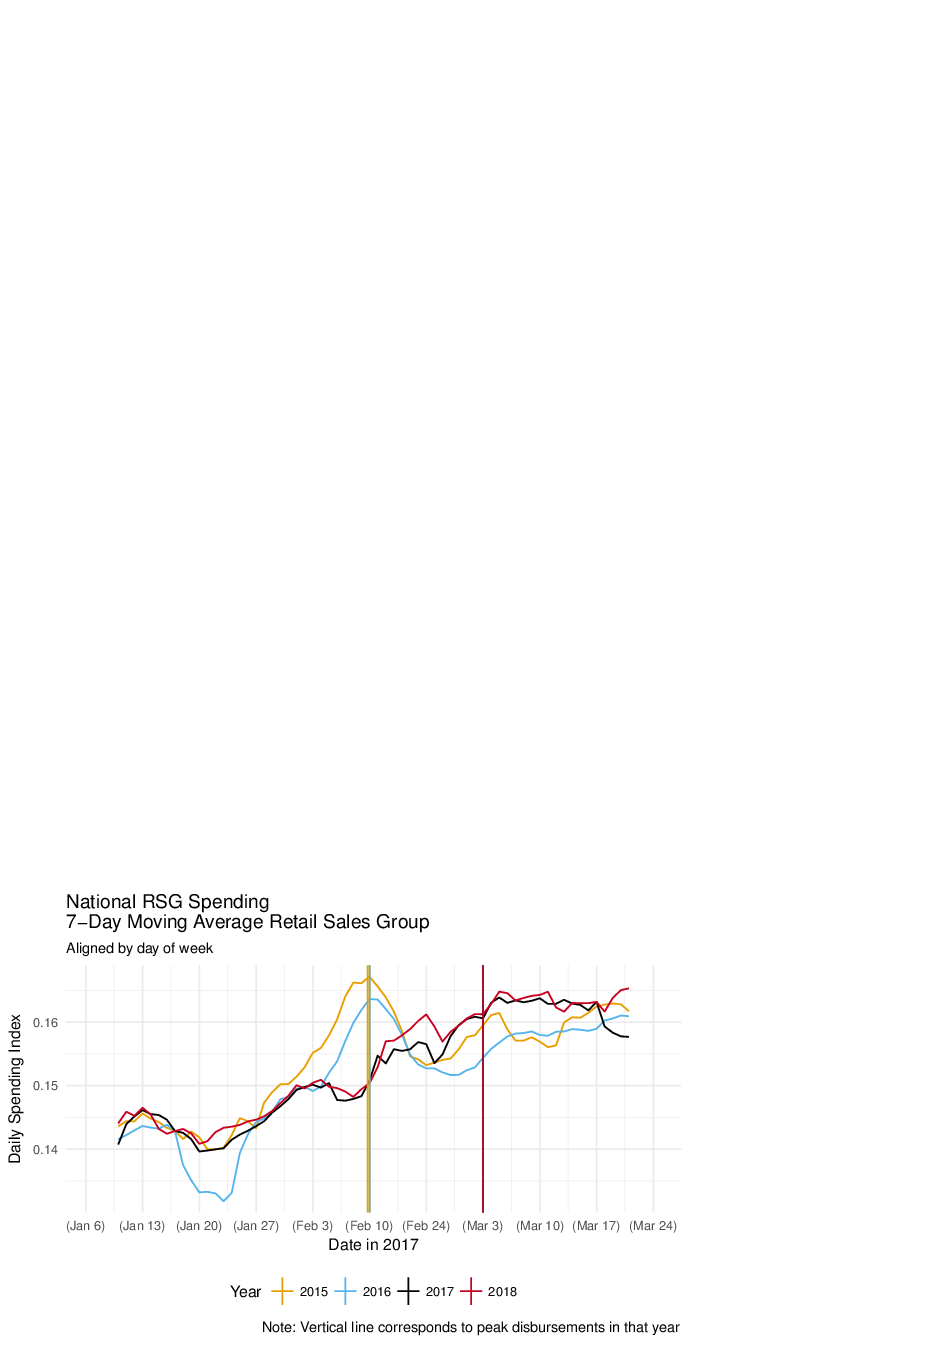 National RSG Spending
7−Day Moving Average Retail Sales Group
Aligned by day of week
Daily Spending Index
0.16
0.15
0.14
(Jan 6) (Jan 13) (Jan 20) (Jan 27) (Feb 3) (Feb 10) (Feb 24) (Mar 3) (Mar 10) (Mar 17) (Mar 24)
Date in 2017
Year 2015 2016 2017 2018
Note: Vertical line corresponds to peak disbursements in that year